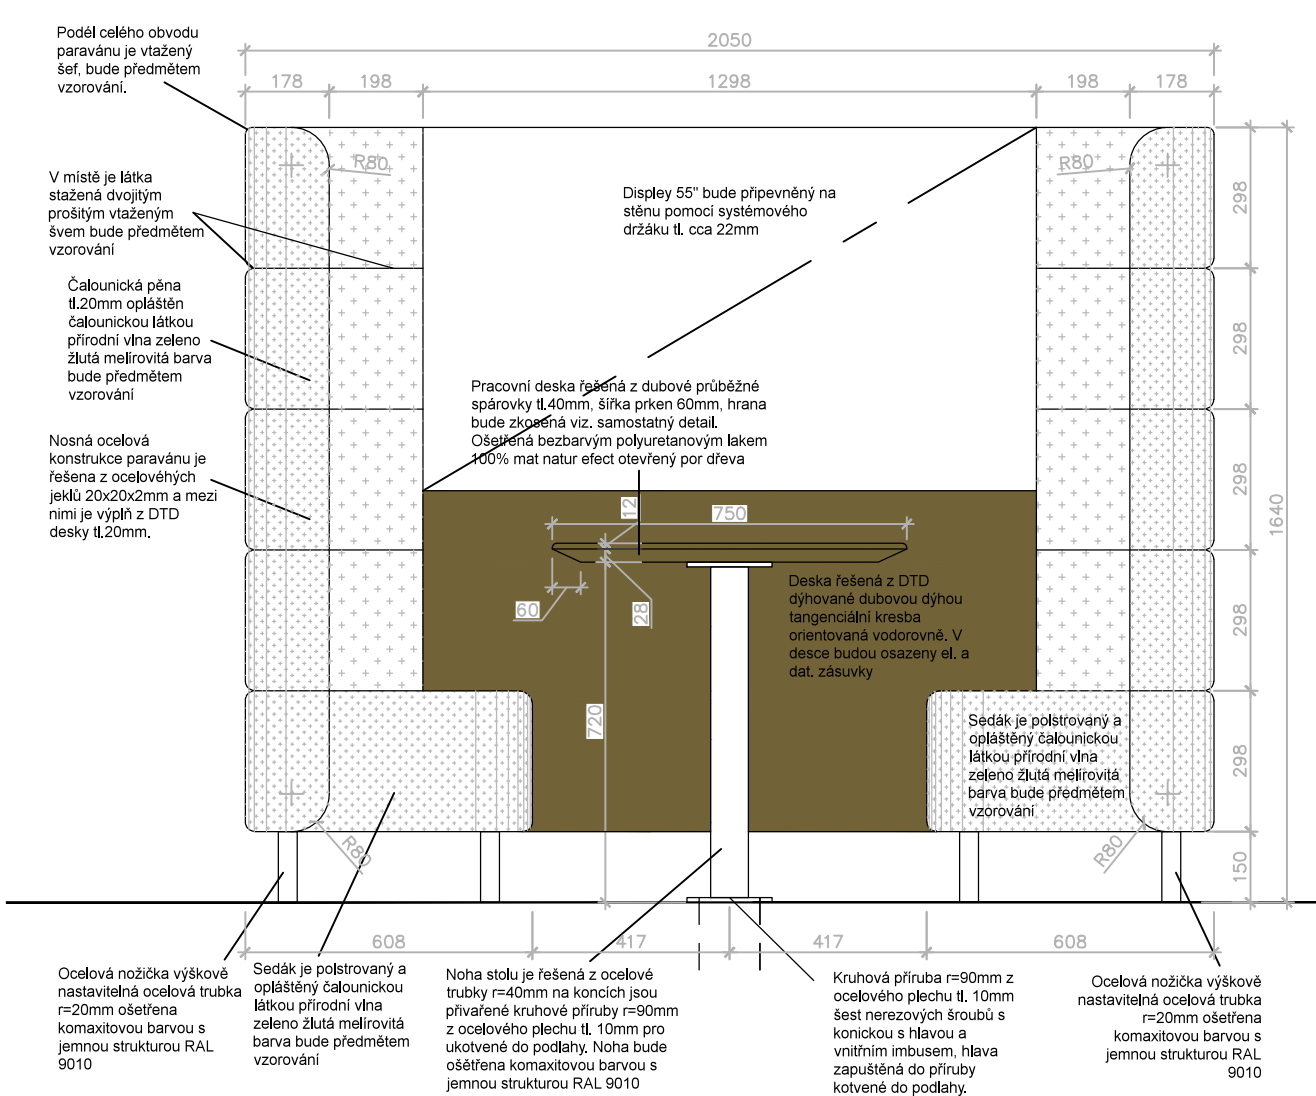 Podél celého obvodu
paravánu je vtažený
šef, bude předmětem
vzorování.
2050
178
198
1298
198
178
V místě je látka
stažená dvojitým
prošitým vtaženým
švem bude předmětem
vzorování
R80
R80
Displey 55" bude připevněný na
stěnu pomocí systémového
držáku tl. cca 22mm
298
Čalounická pěna
tl.20mm opláštěn
čalounickou látkou
přírodní vlna zeleno
žlutá melírovitá barva
bude předmětem
vzorování
298
Pracovní deska řešená z dubové průběžné
spárovky tl.40mm, šířka prken 60mm, hrana
bude zkosená viz. samostatný detail.
Ošetřená bezbarvým polyuretanovým lakem
100% mat natur efect otevřený por dřeva
Nosná ocelová
konstrukce paravánu je
řešena z ocelovéhých
jeklů 20x20x2mm a mezi
nimi je výplň z DTD
desky tl.20mm.
298
1640
12
750
60
28
Deska řešená z DTD
dýhované dubovou dýhou
tangenciální kresba
orientovaná vodorovně. V
desce budou osazeny el. a
dat. zásuvky
298
720
Sedák je polstrovaný a
opláštěný čalounickou
látkou přírodní vlna
zeleno žlutá melírovitá
barva bude předmětem
vzorování
298
R80
R80
150
608
417
417
608
Ocelová nožička výškově
nastavitelná ocelová trubka
r=20mm ošetřena
komaxitovou barvou s
jemnou strukturou RAL
9010
Sedák je polstrovaný a
opláštěný čalounickou
látkou přírodní vlna
zeleno žlutá melírovitá
barva bude předmětem
vzorování
Noha stolu je řešená z ocelové
trubky r=40mm na koncích jsou
přivařené kruhové příruby r=90mm
z ocelového plechu tl. 10mm pro
ukotvené do podlahy. Noha bude
ošětřena komaxitovou barvou s
jemnou strukturou RAL 9010
Kruhová příruba r=90mm z
ocelového plechu tl. 10mm
šest nerezových šroubů s
konickou s hlavou a
vnitřním imbusem, hlava
zapuštěná do příruby
kotvené do podlahy.
Ocelová nožička výškově
nastavitelná ocelová trubka
r=20mm ošetřena
komaxitovou barvou s
jemnou strukturou RAL
9010